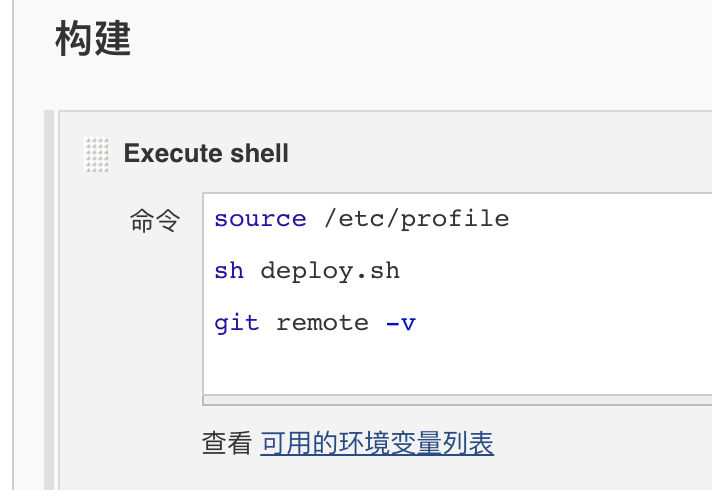 构建
Execute shell
命令
source /etc/profile
sh deploy.sh
git remote -v
查看 可用的环境变量列表